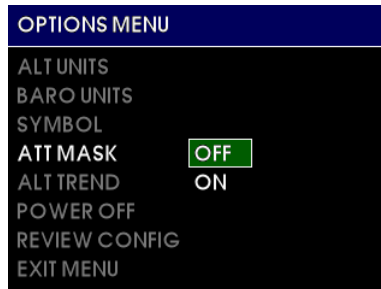 OPTIONS MENU
ALT UNITS
BARO UNITS
SYMBOL
ATT MASK OFF
ALT TREND ON
POWER OFF
REVIEW CONFIG
EXIT MENU